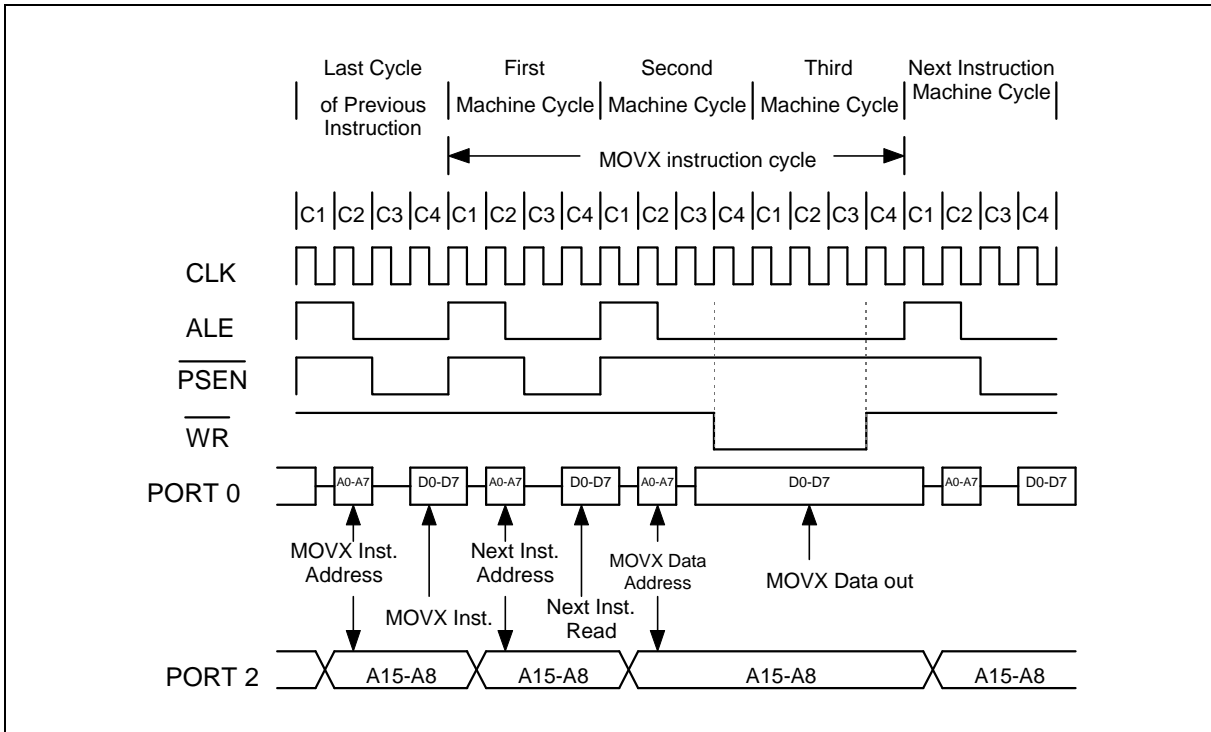 Last Cycle
of Previous
Instruction
First
Machine Cycle
Second
Machine Cycle
Third
Machine Cycle
Next Instruction
Machine Cycle
MOVX instruction cycle
C1 C2 C3 C4 C1 C2 C3 C4 C1 C2 C3 C4 C1 C2 C3 C4 C1 C2 C3 C4
CLK
ALE
PSEN
WR
PORT 0
A0-A7 D0-D7 A0-A7 D0-D7 A0-A7 D0-D7 A0-A7 D0-D7
MOVX Inst.
Address
MOVX Inst.
Next Inst.
Address
Next Inst.
Read
MOVX Data
Address
MOVX Data out
PORT 2
A15-A8 A15-A8 A15-A8 A15-A8